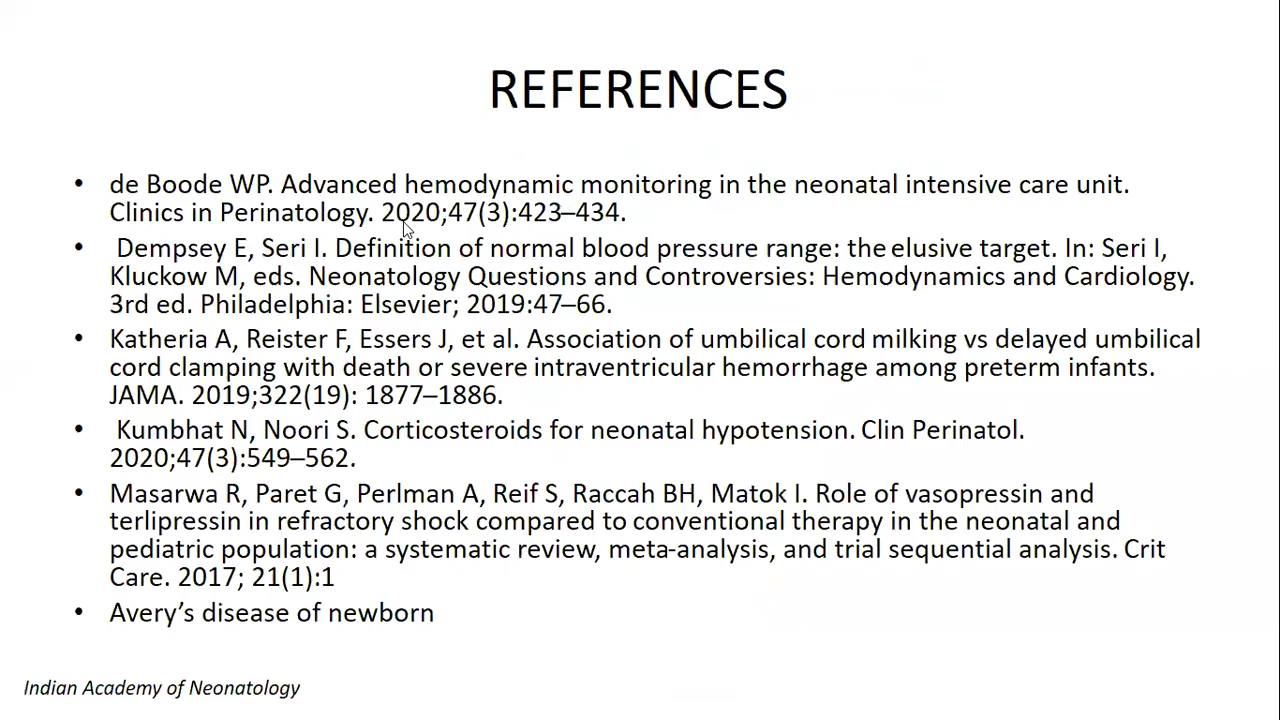 REFERENCES
• de Boode WP. Advanced hemodynamic monitoring in the neonatal intensive care unit.
Clinics in Perinatology. 2020;47(3):423–434.
• Dempsey E, Seri I. Definition of normal blood pressure range: the elusive target. In: Seri I,
Kluckow M, eds. Neonatology Questions and Controversies: Hemodynamics and Cardiology.
3rd ed. Philadelphia: Elsevier; 2019:47–66.
• Katheria A, Reister F, Essers J, et al. Association of umbilical cord milking vs delayed umbilical
cord clamping with death or severe intraventricular hemorrhage among preterm infants.
JAMA. 2019;322(19): 1877–1886.
• Kumbhat N, Noori S. Corticosteroids for neonatal hypotension. Clin Perinatol.
2020;47(3):549–562.
• Masarwa R, Paret G, Perlman A, Reif S, Raccah BH, Matok I. Role of vasopressin and
terlipressin in refractory shock compared to conventional therapy in the neonatal and
pediatric population: a systematic review, meta-analysis, and trial sequential analysis. Crit
Care. 2017; 21(1):1
• Avery’s disease of newborn
Indian Academy of Neonatology